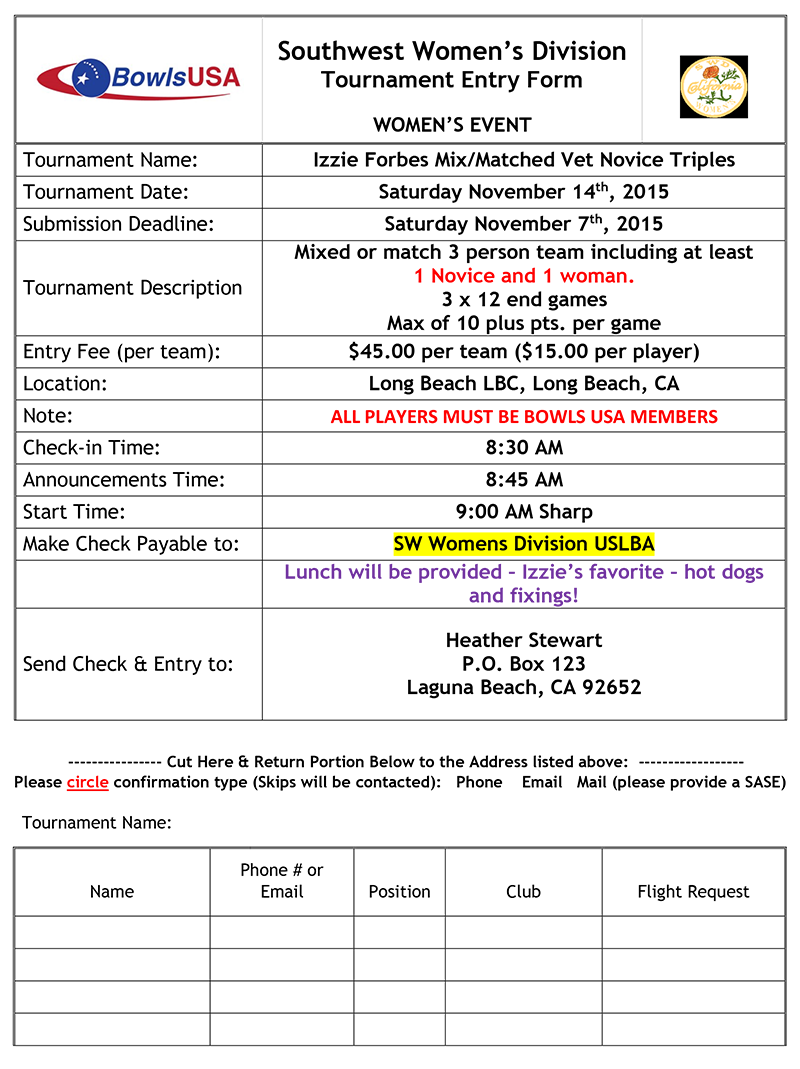 BowlsUSA
Southwest Women's Division
Tournament Entry Form
WOMEN'S EVENT
California
WOMEN'S
Tournament Name: Izzie Forbes Mix/Matched Vet Novice Triples
Tournament Date: Saturday November 14th, 2015
Submission Deadline: Saturday November 7th, 2015
Tournament Description
Mixed or match 3 person team including at least
1 Novice and 1 woman.
3 x 12 end games
Max of 10 plus pts. per game
Entry Fee (per team): $45.00 per team ($15.00 per player)
Location: Long Beach LBC, Long Beach, CA
Note: ALL PLAYERS MUST BE BOWLS USA MEMBERS
Check-in Time: 8:30 AM
Announcements Time: 8:45 AM
Start Time: 9:00 AM Sharp
Make Check Payable to: SW Womens Division USLBA
Lunch will be provided – Izzie's favorite – hot dogs
and fixings!
Send Check & Entry to:
Heather Stewart
P.O. Box 123
Laguna Beach, CA 92652
---------------- Cut Here & Return Portion Below to the Address listed above: ------------------
Please circle confirmation type (Skips will be contacted): Phone Email Mail (please provide a SASE)
Tournament Name:
Name Phone # or Email Position Club Flight Request